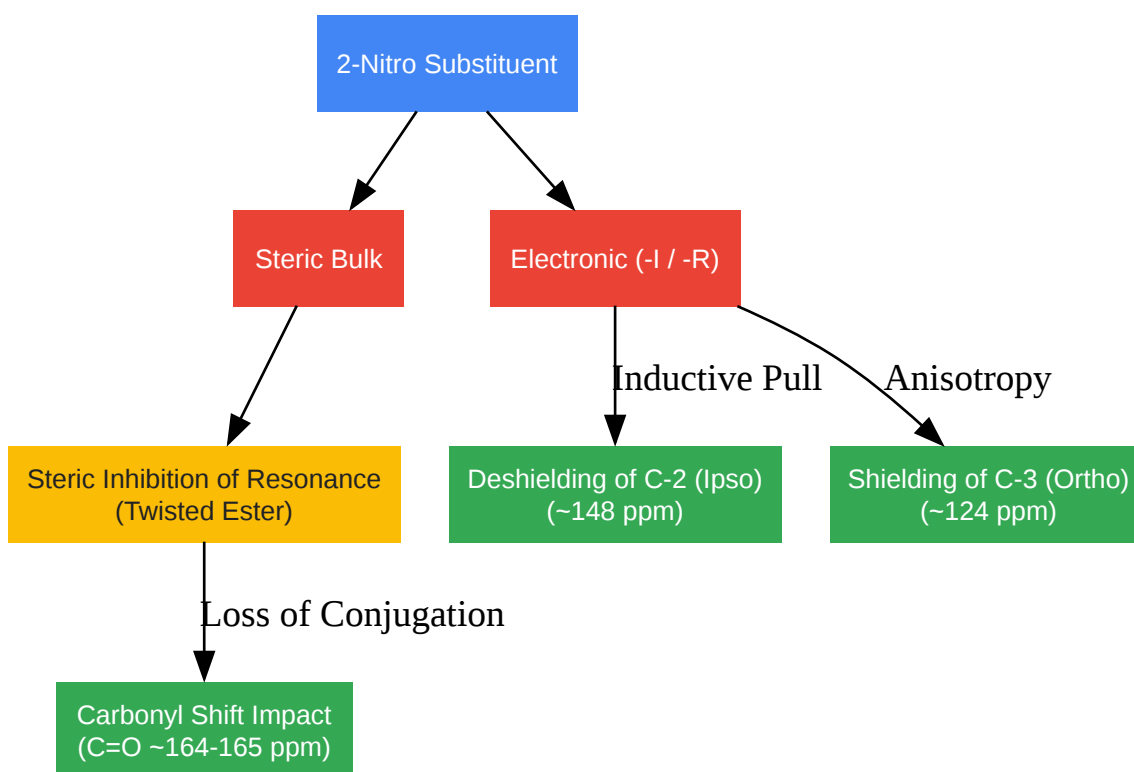 2-Nitro Substituent
Steric Bulk
Electronic (-I / -R)
Inductive Pull
Anisotropy
Steric Inhibition of Resonance
(Twisted Ester)
Deshielding of C-2 (Ipso)
(~148 ppm)
Shielding of C-3 (Ortho)
(~124 ppm)
Loss of Conjugation
Carbonyl Shift Impact
(C=O ~164-165 ppm)